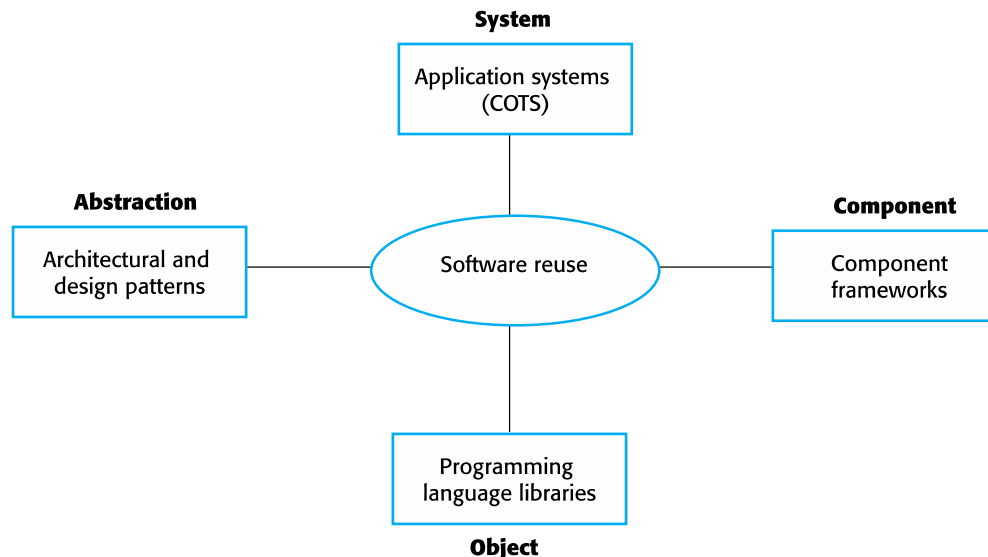 System
Application systems
(COTS)
Abstraction
Architectural and
design patterns
Software reuse
Component
Component
frameworks
Programming
language libraries
Object